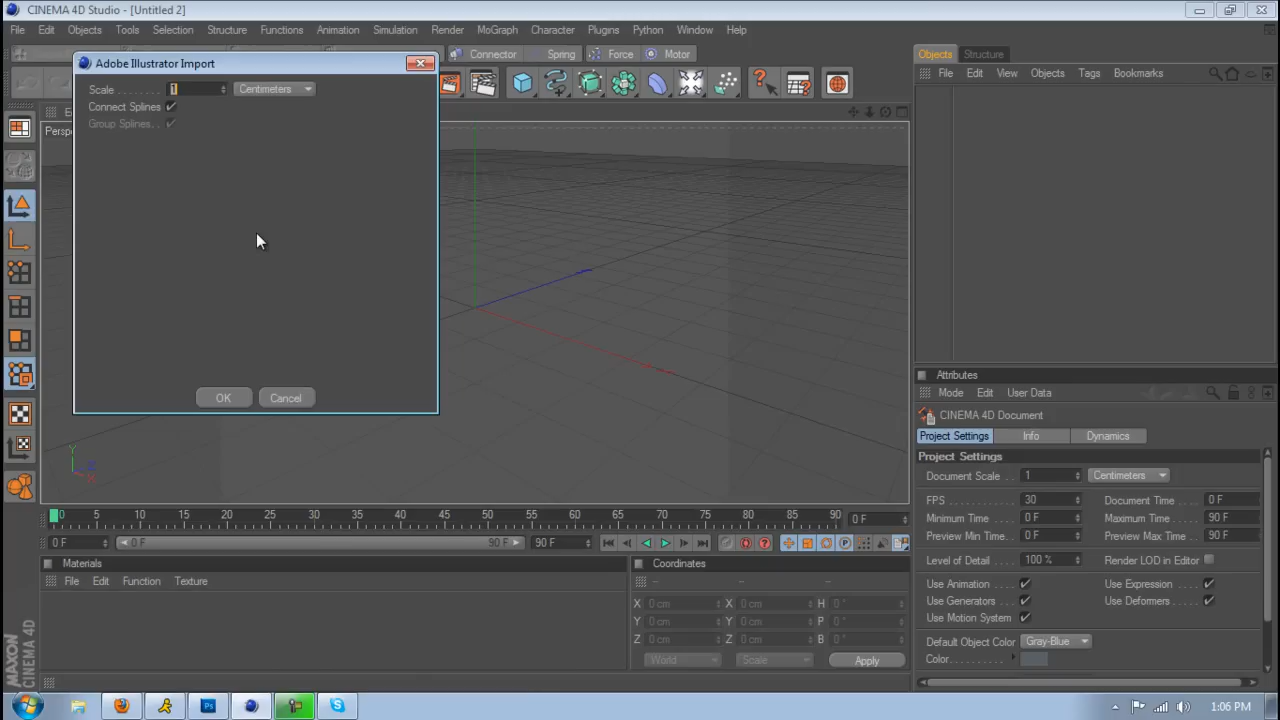 CINEMA 4D Studio - [Untitled 2]
File Edit Objects Tools Selection Structure Functions Animation Simulation Render MoGraph Character Plugins Python Window Help
Connector Spring Force Motor
Objects Structure
File Edit View Objects Tags Bookmarks
Adobe Illustrator Import
Scale . . . . . . . 1 Centimeters
Connect Splines
Group Splines. .
OK Cancel
Persp
Y
Z
X
0 5 10 15 20 25 30 35 40 45 50 55 60 65 70 75 80 85 90 0 F
0 F 0 F 90 F 90 F
Materials
File Edit Function Texture
Coordinates
-- -- --
X 0 cm X 0 cm H 0 °
Y 0 cm Y 0 cm P 0 °
Z 0 cm Z 0 cm B 0 °
World Scale Apply
Attributes
Mode Edit User Data
CINEMA 4D Document
Project Settings Info Dynamics
Project Settings
Document Scale . . 1 Centimeters
FPS . . . . . . . . . . 30 Document Time . 0 F
Minimum Time . . 0 F Maximum Time . 90 F
Preview Min Time . 0 F Preview Max Time . 90 F
Level of Detail . . . 100 % Render LOD in Editor
Use Animation . . . Use Expression . .
Use Generators . . Use Deformers. . .
Use Motion System
Default Object Color Gray-Blue
Color. . . . . . . . . .
MAXON
CINEMA 4D
Ps
1:06 PM